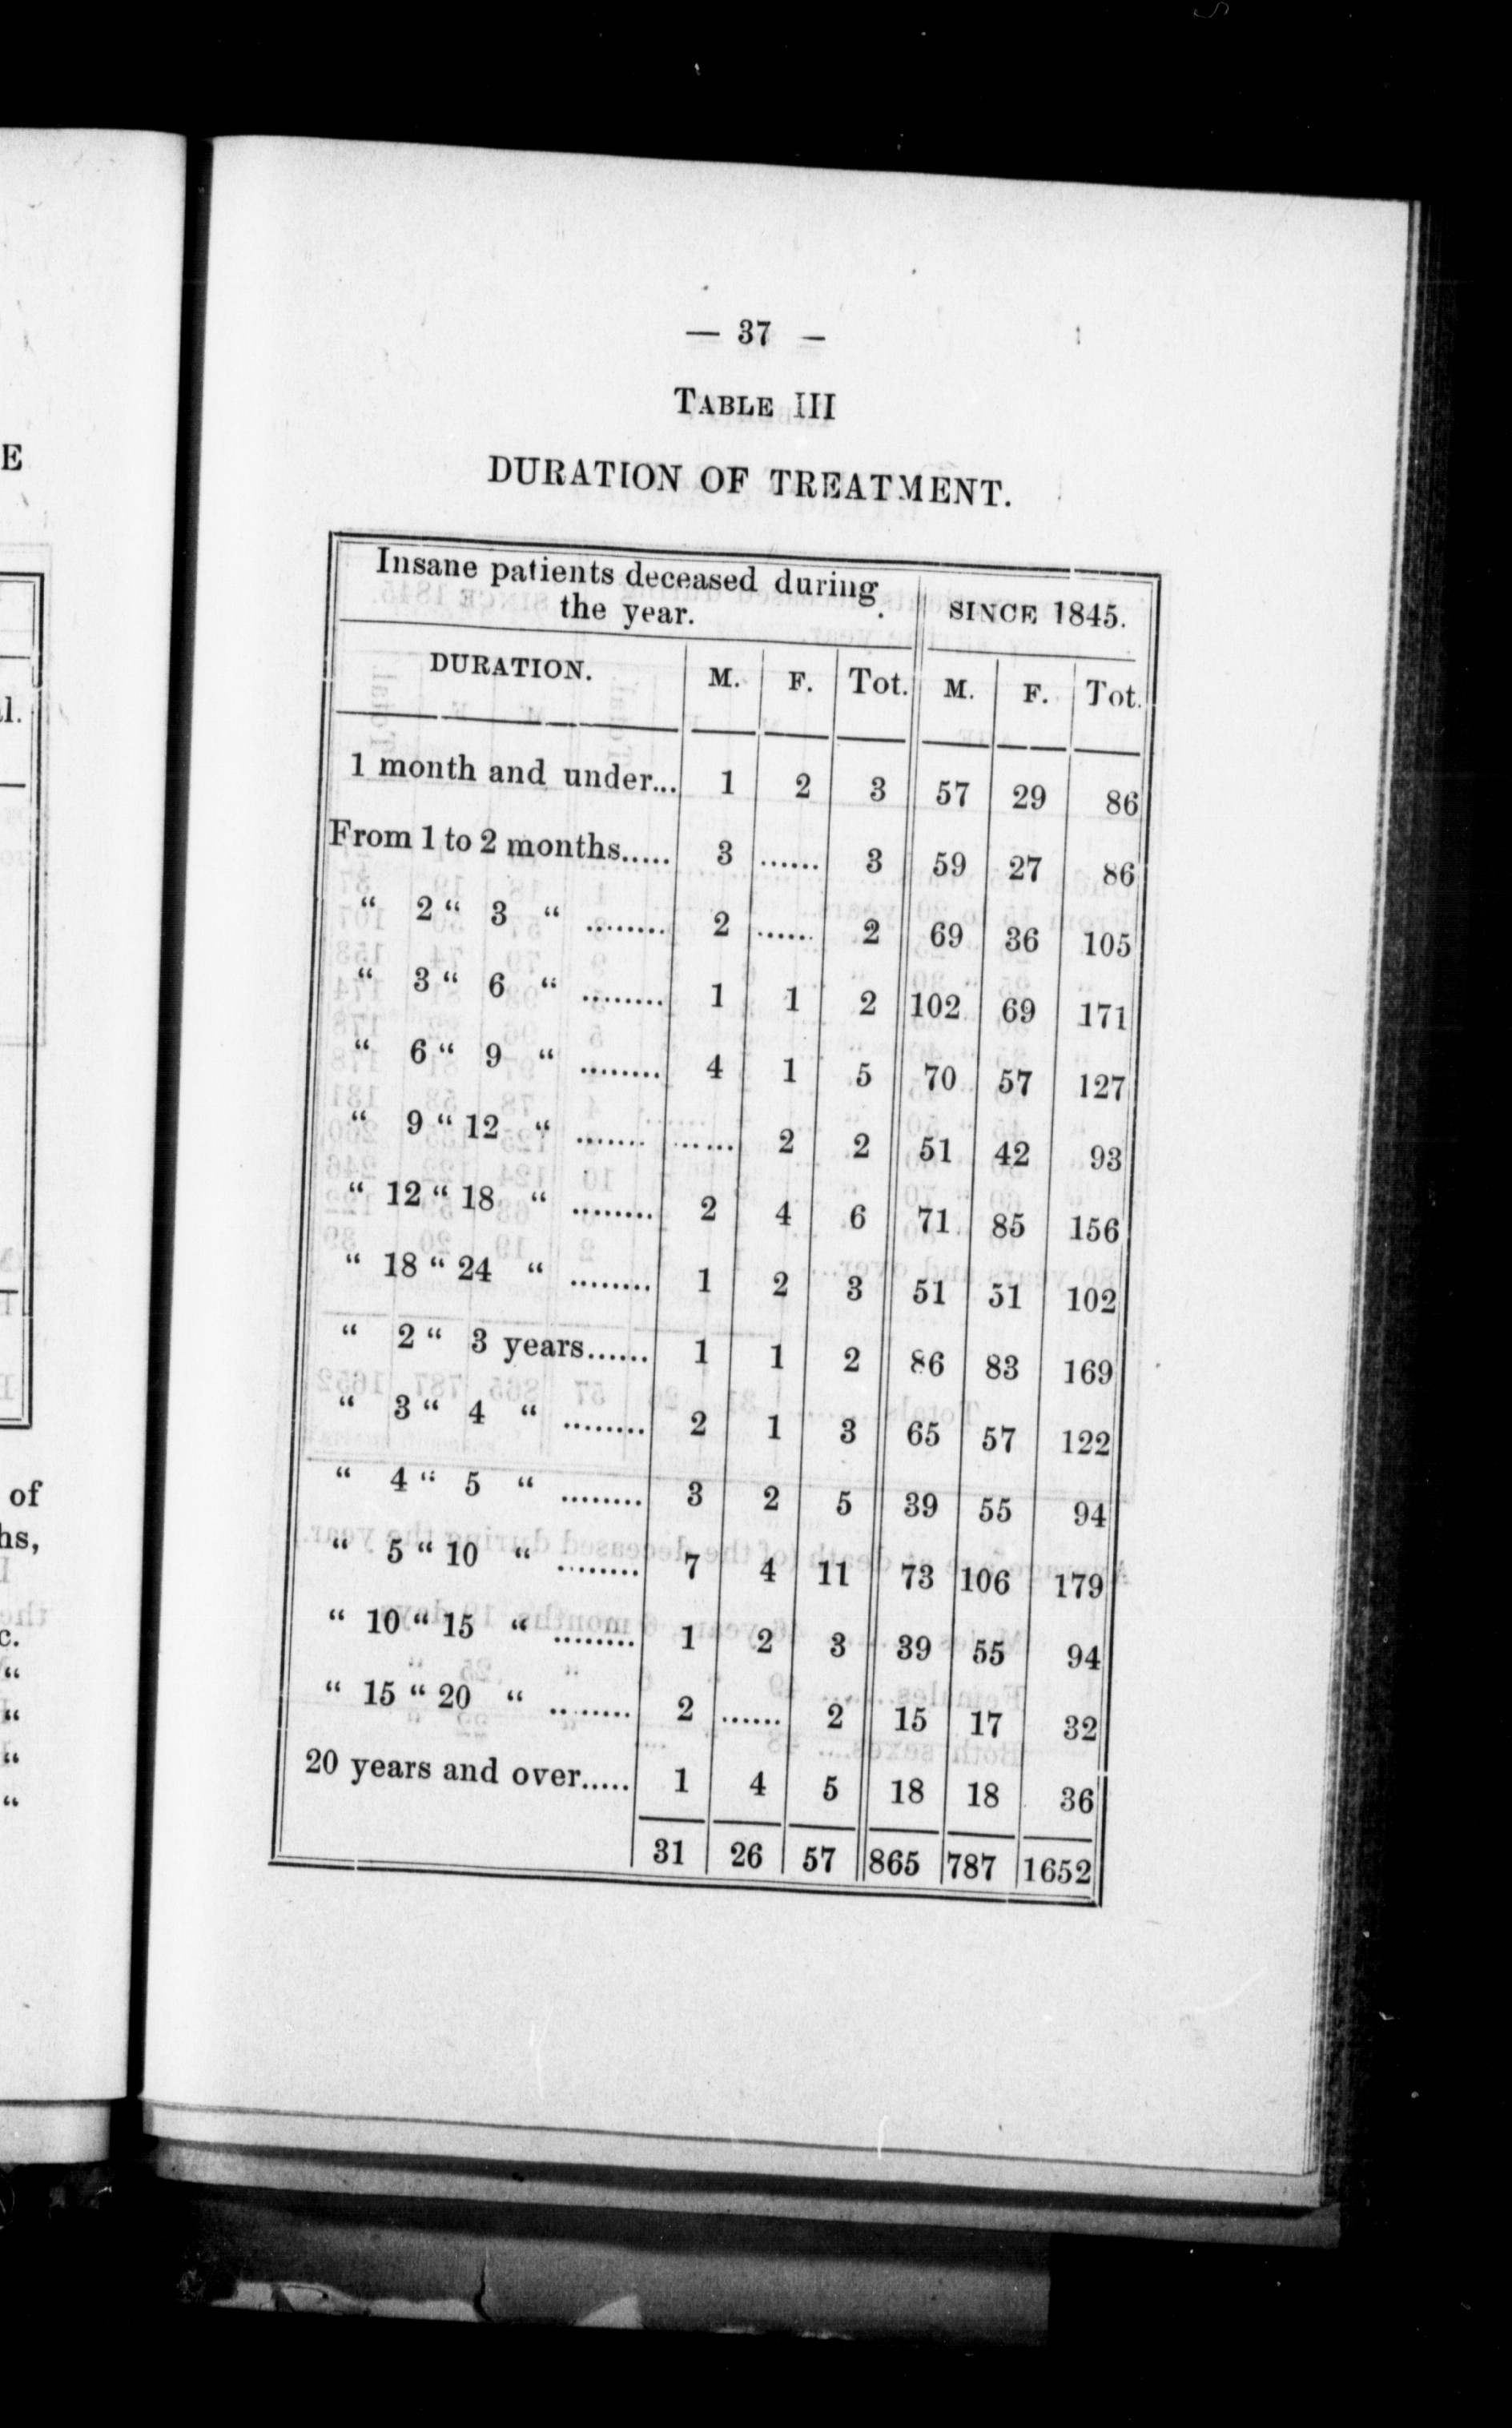 — 37 –
TABLE III
DURATION OF TREATMENT.
Insane patients deceased during
the year.
SINCE 1845.
DURATION. M. F. Tot. M. F. Tot.
1 month and under... 1 2 3 57 29 86
From 1 to 2 months..... 3 ...... 3 59 27 86
“ 2 “ 3 “ ........ 2 ...... 2 69 36 105
“ 3 “ 6 “ ........ 1 1 2 102 69 171
“ 6 “ 9 “ ........ 4 1 5 70 57 127
“ 9 “ 12 “ ....... ...... 2 2 51 42 93
“ 12 “ 18 “ ........ 2 4 6 71 85 156
“ 18 “ 24 “ ........ 1 2 3 51 51 102
“ 2 “ 3 years...... 1 1 2 86 83 169
“ 3 “ 4 “ ........ 2 1 3 65 57 122
“ 4 “ 5 “ ........ 3 2 5 39 55 94
“ 5 “ 10 “ ........ 7 4 11 73 106 179
“ 10 “ 15 “ ........ 1 2 3 39 55 94
“ 15 “ 20 “ ........ 2 ...... 2 15 17 32
20 years and over..... 1 4 5 18 18 36
31 26 57 865 787 1652
E
l.
of
hs,
c.
“
“
“
“